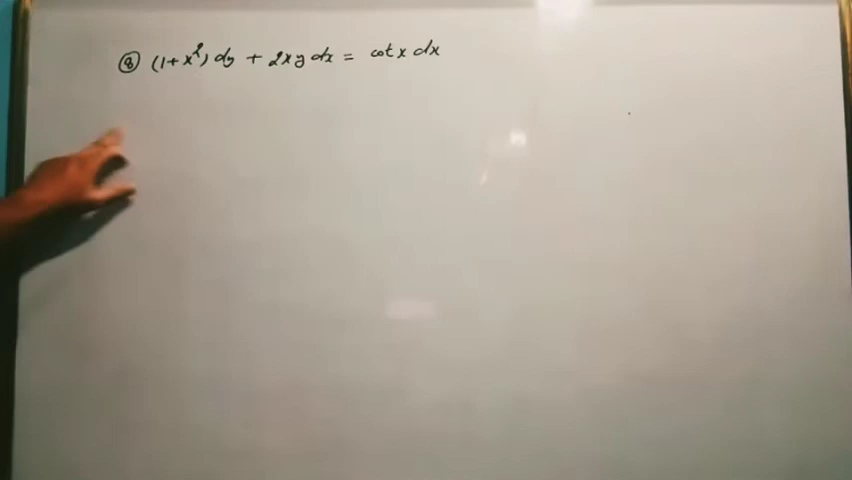 ⑧ (1+x²) dy + 2xy dx = cot x dx